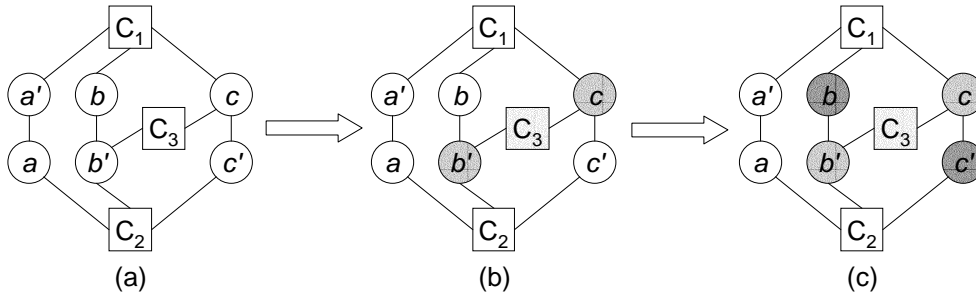 C₁ C₁ C₁
a' b c a' b c a' b c
C₃ C₃ C₃
a b' c' a b' c' a b' c'
C₂ C₂ C₂
(a) (b) (c)